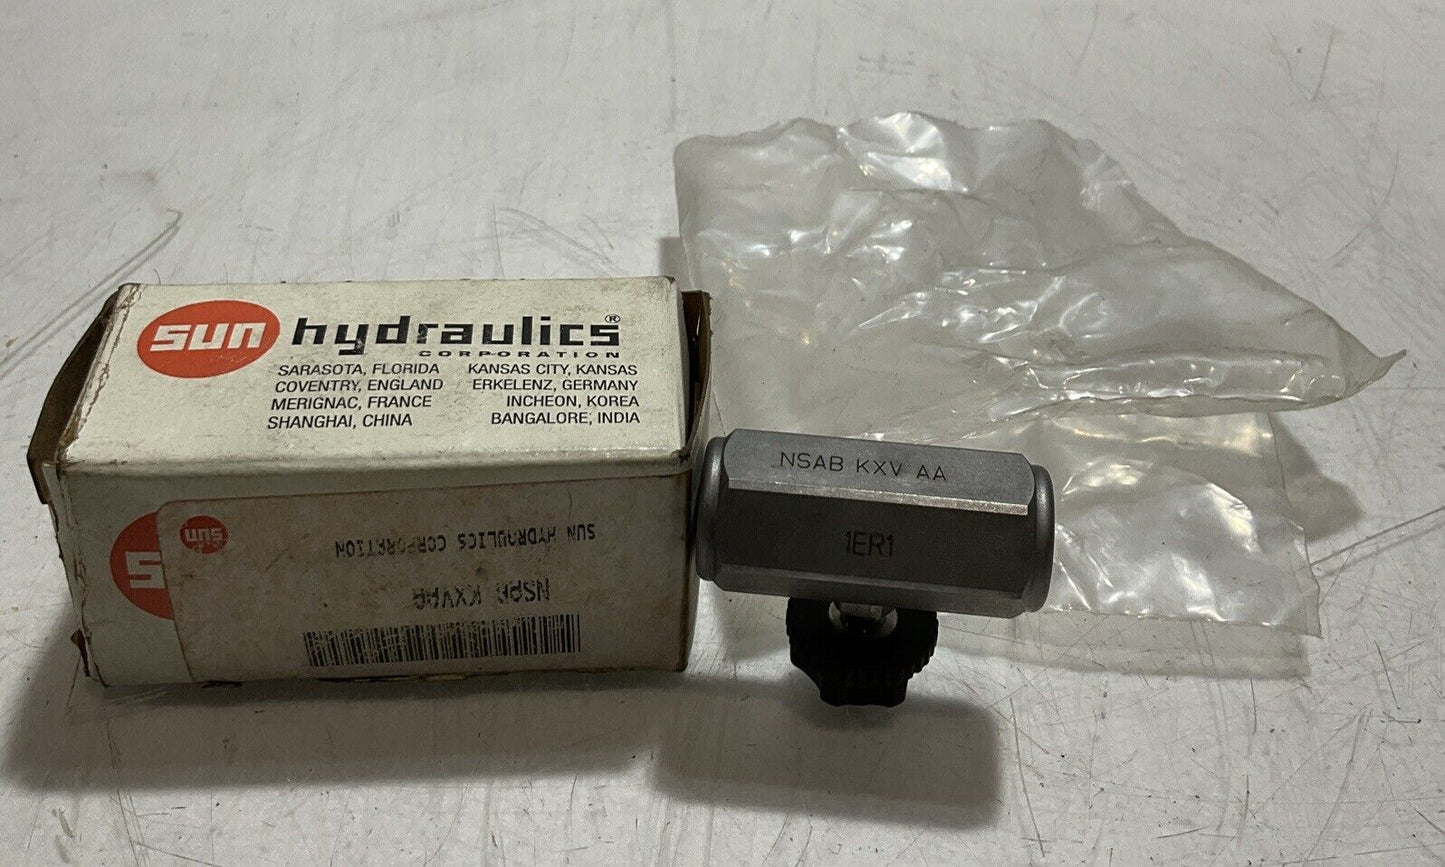 sun hydraulics®
CORPORATION
SARASOTA, FLORIDA KANSAS CITY, KANSAS
COVENTRY, ENGLAND ERKELENZ, GERMANY
MERIGNAC, FRANCE INCHEON, KOREA
SHANGHAI, CHINA BANGALORE, INDIA
sun
SUN HYDRAULICS CORPORATION
NSAB KXVAA
S
NSAB KXV AA
1ER1